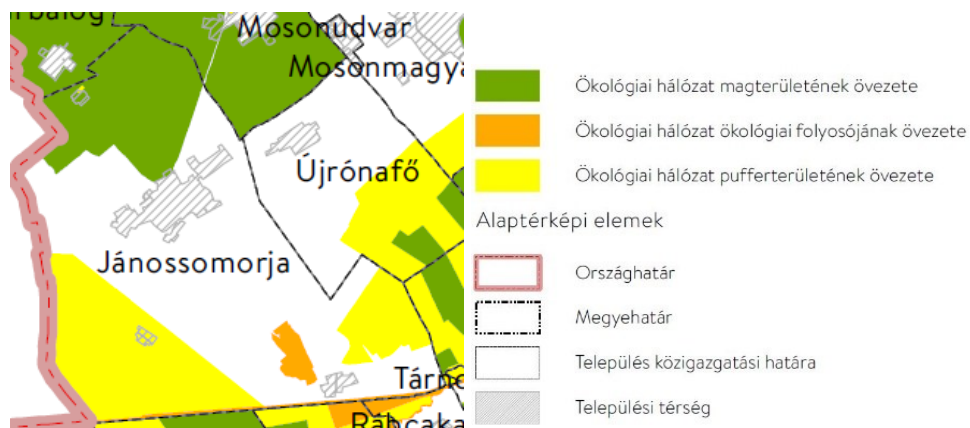 Mosonudvar
Mosonmagya
Újrónafő
Jánossomorja
Tárno
Rábcaka
Ökológiai hálózat magterületének övezete
Ökológiai hálózat ökológiai folyosójának övezete
Ökológiai hálózat pufferterületének övezete
Alaptérképi elemek
Országhatár
Megyehatár
Település közigazgatási határa
Települési térség